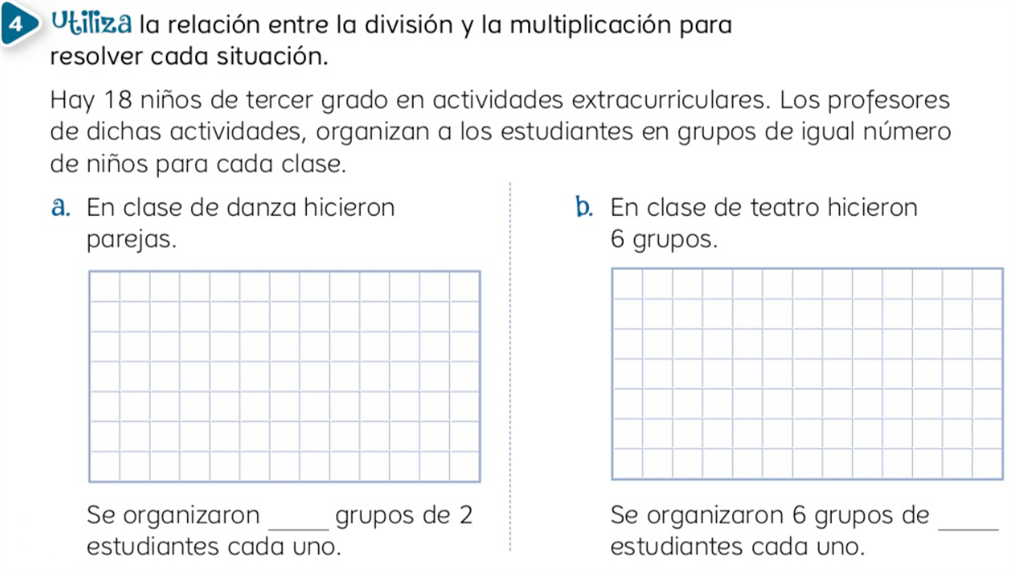 4 Utiliza la relación entre la división y la multiplicación para
resolver cada situación.
Hay 18 niños de tercer grado en actividades extracurriculares. Los profesores
de dichas actividades, organizan a los estudiantes en grupos de igual número
de niños para cada clase.
a. En clase de danza hicieron
parejas.
Se organizaron _____ grupos de 2
estudiantes cada uno.
b. En clase de teatro hicieron
6 grupos.
Se organizaron 6 grupos de _____
estudiantes cada uno.